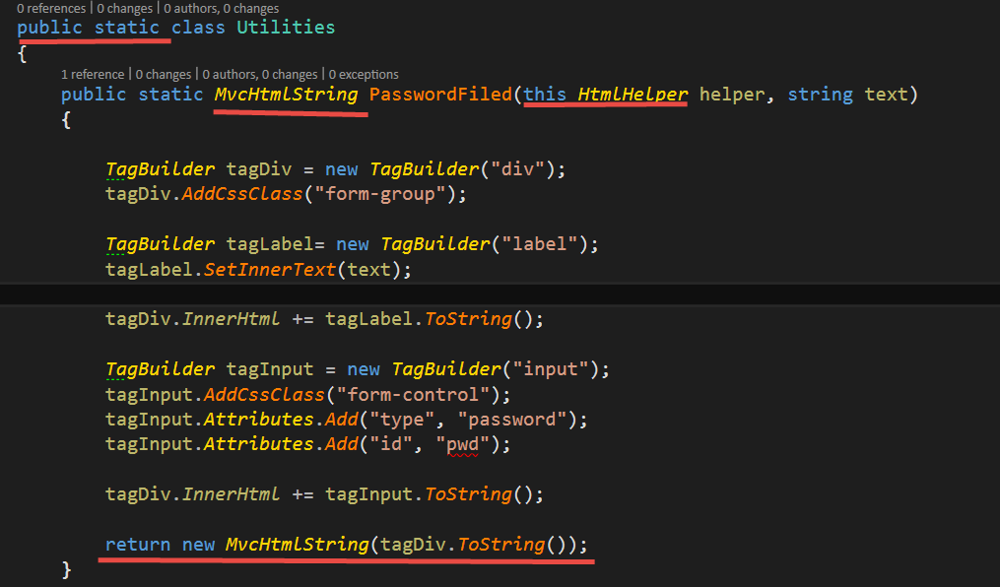 0 references | 0 changes | 0 authors, 0 changes
public static class Utilities
{
1 reference | 0 changes | 0 authors, 0 changes | 0 exceptions
public static MvcHtmlString PasswordFiled(this HtmlHelper helper, string text)
{
TagBuilder tagDiv = new TagBuilder("div");
tagDiv.AddCssClass("form-group");
TagBuilder tagLabel= new TagBuilder("label");
tagLabel.SetInnerText(text);
tagDiv.InnerHtml += tagLabel.ToString();
TagBuilder tagInput = new TagBuilder("input");
tagInput.AddCssClass("form-control");
tagInput.Attributes.Add("type", "password");
tagInput.Attributes.Add("id", "pwd");
tagDiv.InnerHtml += tagInput.ToString();
return new MvcHtmlString(tagDiv.ToString());
}